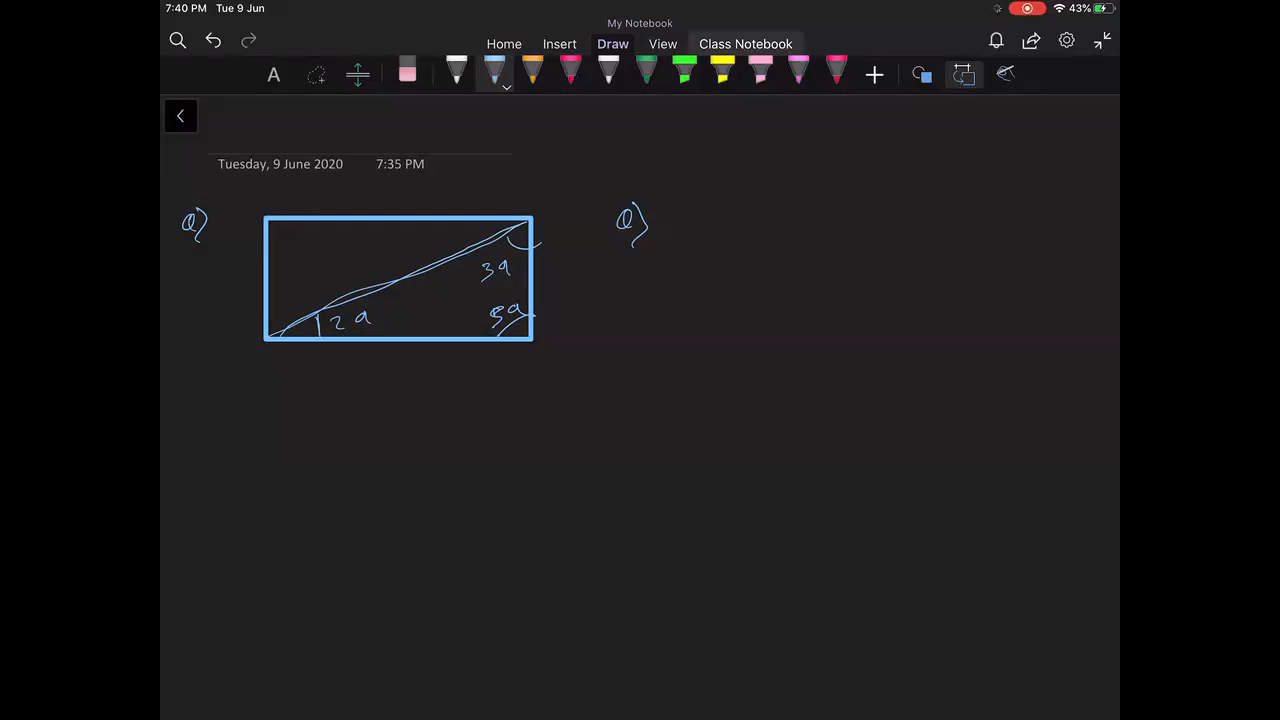 7:40 PM Tue 9 Jun
43%
My Notebook
Home Insert Draw View Class Notebook
A
Tuesday, 9 June 2020 7:35 PM
Q) Q)
3a
2a 5a